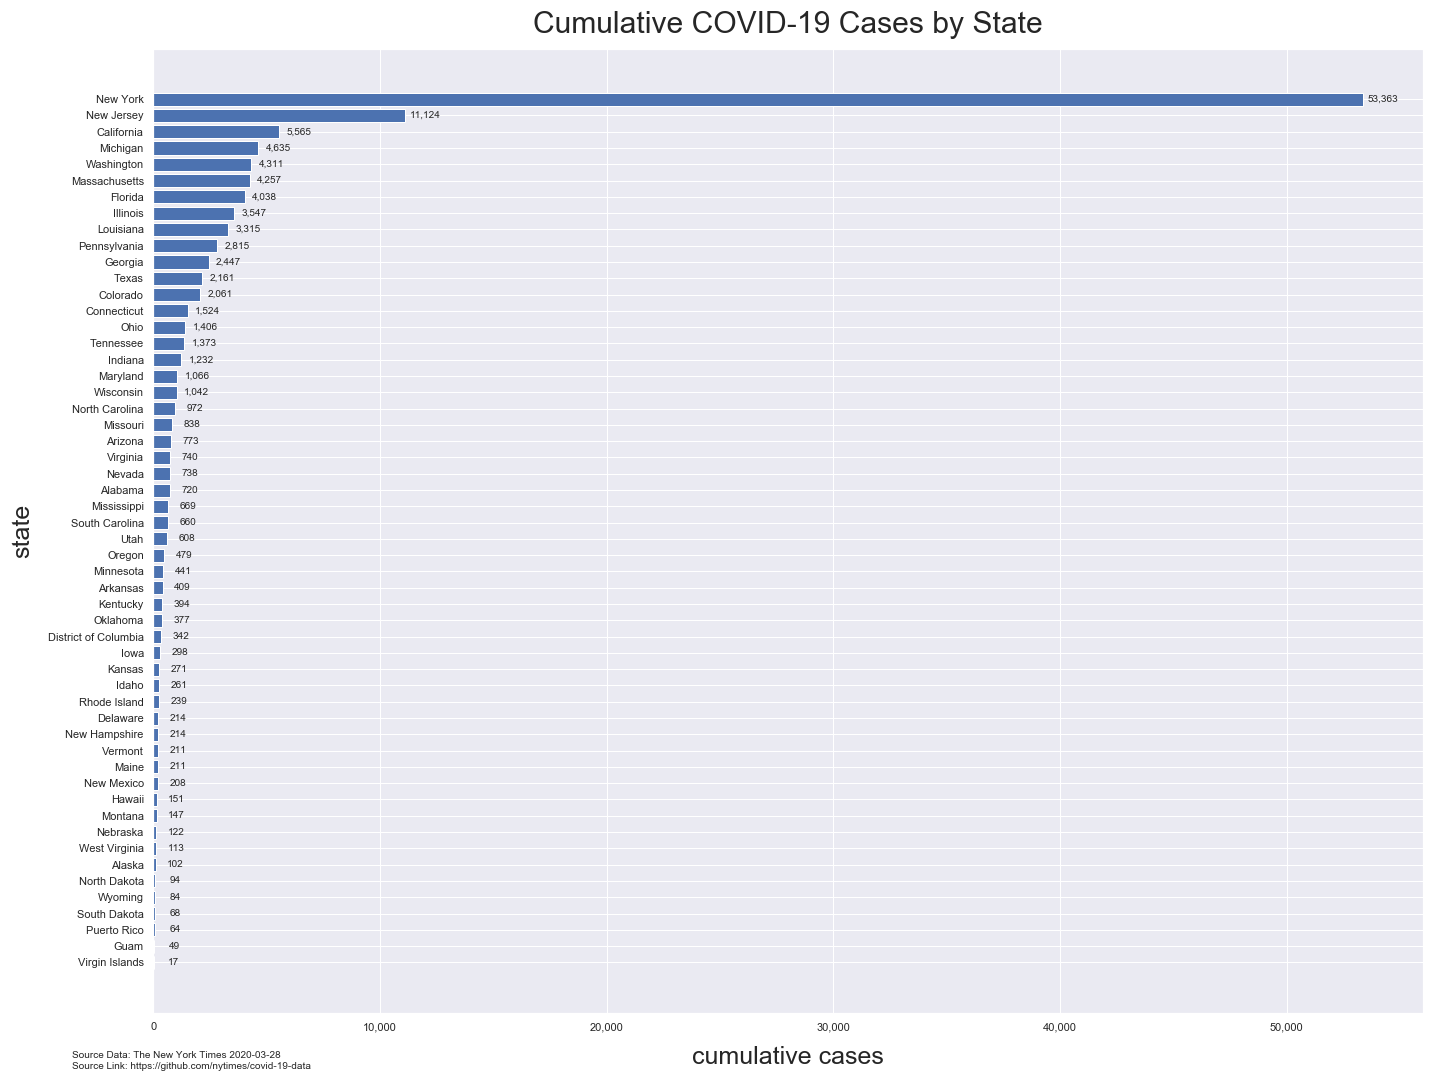 Cumulative COVID-19 Cases by State
New York 53,363
New Jersey 11,124
California 5,565
Michigan 4,635
Washington 4,311
Massachusetts 4,257
Florida 4,038
Illinois 3,547
Louisiana 3,315
Pennsylvania 2,815
Georgia 2,447
Texas 2,161
Colorado 2,061
Connecticut 1,524
Ohio 1,406
Tennessee 1,373
Indiana 1,232
Maryland 1,066
Wisconsin 1,042
North Carolina 972
Missouri 838
Arizona 773
Virginia 740
Nevada 738
Alabama 720
Mississippi 669
South Carolina 660
Utah 608
Oregon 479
Minnesota 441
Arkansas 409
Kentucky 394
Oklahoma 377
District of Columbia 342
Iowa 298
Kansas 271
Idaho 261
Rhode Island 239
Delaware 214
New Hampshire 214
Vermont 211
Maine 211
New Mexico 208
Hawaii 151
Montana 147
Nebraska 122
West Virginia 113
Alaska 102
North Dakota 94
Wyoming 84
South Dakota 68
Puerto Rico 64
Guam 49
Virgin Islands 17
state
0 10,000 20,000 30,000 40,000 50,000
cumulative cases
Source Data: The New York Times 2020-03-28
Source Link: https://github.com/nytimes/covid-19-data